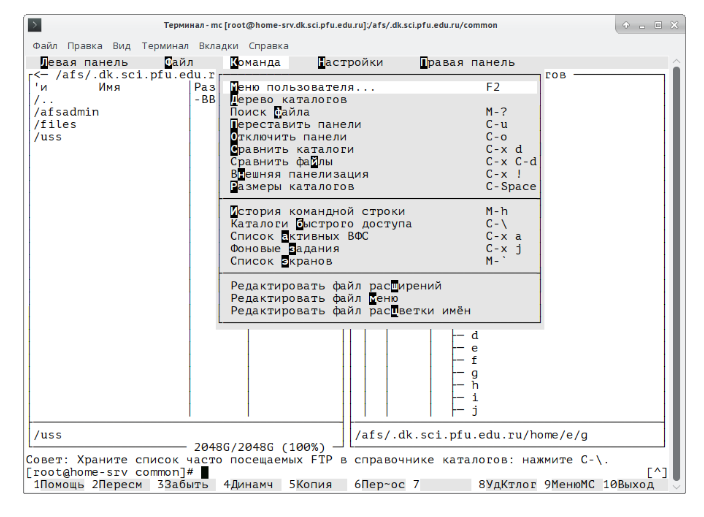 Терминал - mc [root@home-srv.dk.sci.pfu.edu.ru]:/afs/.dk.sci.pfu.edu.ru/common
Файл Правка Вид Терминал Вкладки Справка
Левая панель Файл Команда Настройки Правая панель
<— /afs/.dk.sci.pfu.edu.r
гов
'и Имя Раз
/.. -ВВ
/afsadmin
/files
/uss
Меню пользователя... F2
Дерево каталогов
Поиск файла M-?
Переставить панели C-u
Отключить панели C-o
Сравнить каталоги C-x d
Сравнить файлы C-x C-d
Внешняя панелизация C-x !
Размеры каталогов C-Space
История командной строки M-h
Каталоги быстрого доступа C-\
Список активных ВФС C-x a
Фоновые задания C-x j
Список экранов M-`
Редактировать файл расширений
Редактировать файл меню
Редактировать файл расцветки имён
d
e
f
g
h
i
j
/uss /afs/.dk.sci.pfu.edu.ru/home/e/g
2048G/2048G (100%)
Совет: Храните список часто посещаемых FTP в справочнике каталогов: нажмите C-\.
[root@home-srv common]# [^]
1Помощь 2Пересм 3Забыть 4Динамч 5Копия 6Пер~ос 7 8УдКтлог 9МенюMC 10Выход